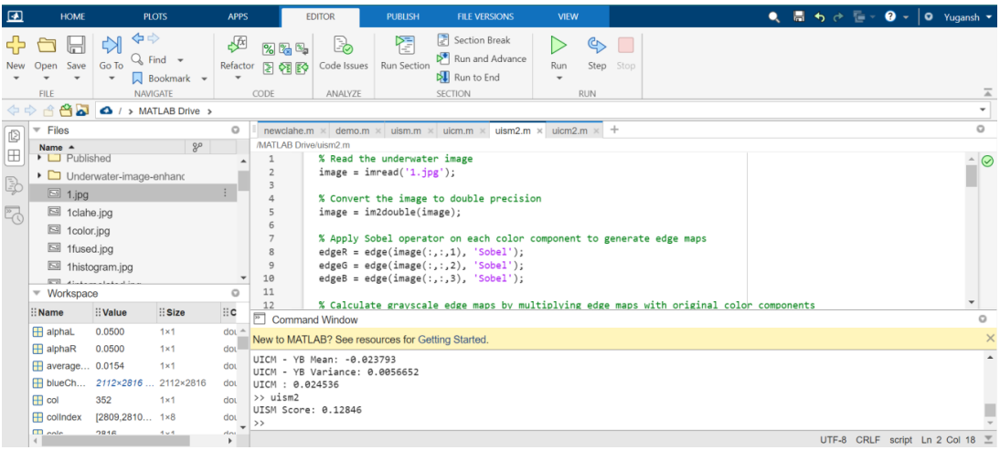 HOME PLOTS APPS EDITOR PUBLISH FILE VERSIONS VIEW Yugansh
New Open Save Go To Find Bookmark Refactor Code Issues Run Section Section Break Run and Advance Run to End Run Step Stop
FILE NAVIGATE CODE ANALYZE SECTION RUN
/ > MATLAB Drive >
Files
Name
Published
Underwater-image-enhanc
1.jpg
1clahe.jpg
1color.jpg
1fused.jpg
1histogram.jpg
Workspace
Name Value Size C
alphaL 0.0500 1×1 dou
alphaR 0.0500 1×1 dou
average... 0.0154 1×1 dou
blueCh... 2112×2816 ... 2112×2816 dou
col 352 1×1 dou
colIndex [2809,2810... 1×8 dou
newclahe.m × demo.m × uism.m × uicm.m × uism2.m × uicm2.m × +
/MATLAB Drive/uism2.m
1 % Read the underwater image
2 image = imread('1.jpg');
3
4 % Convert the image to double precision
5 image = im2double(image);
6
7 % Apply Sobel operator on each color component to generate edge maps
8 edgeR = edge(image(:,:,1), 'Sobel');
9 edgeG = edge(image(:,:,2), 'Sobel');
10 edgeB = edge(image(:,:,3), 'Sobel');
11
12 % Calculate grayscale edge maps by multiplying edge maps with original color components
Command Window
New to MATLAB? See resources for Getting Started.
UICM - YB Mean: -0.023793
UICM - YB Variance: 0.0056652
UICM : 0.024536
>> uism2
UISM Score: 0.12846
>>
UTF-8 CRLF script Ln 2 Col 18